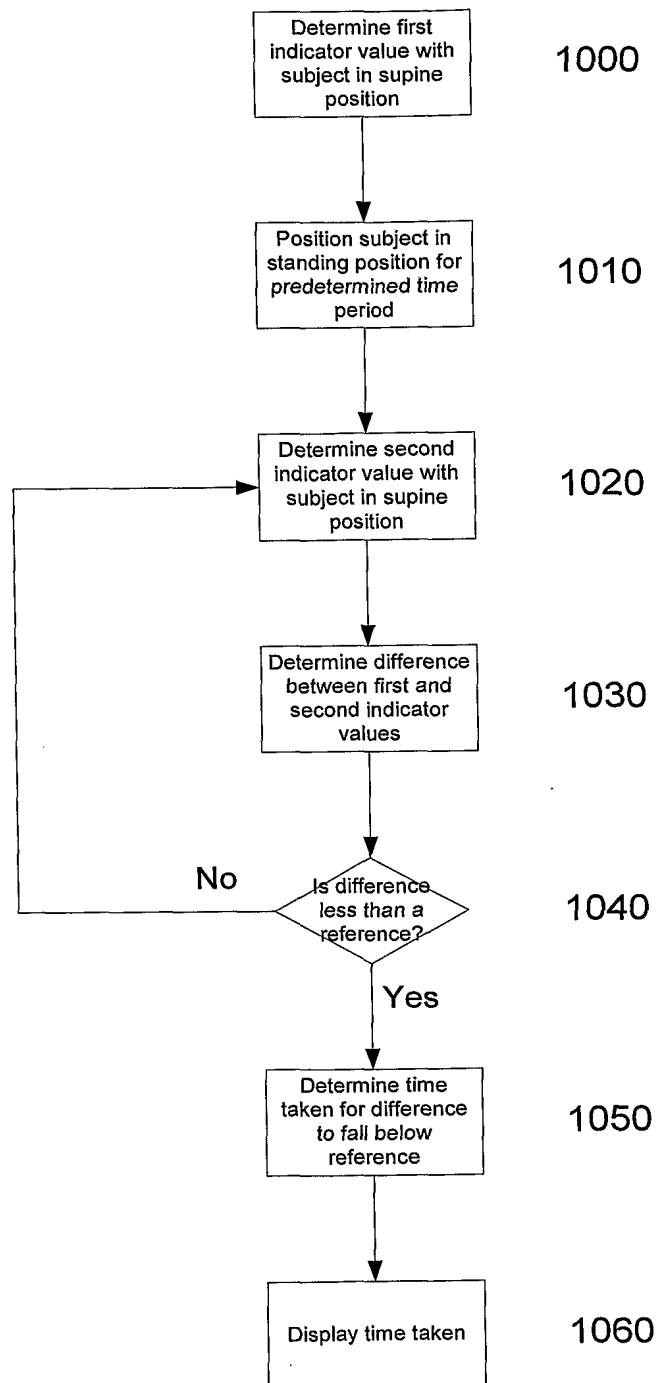 Determine first
indicator value with
subject in supine
position
1000
Position subject in
standing position for
predetermined time
period
1010
Determine second
indicator value with
subject in supine
position
1020
Determine difference
between first and
second indicator
values
1030
No
Is difference
less than a
reference?
1040
Yes
Determine time
taken for difference
to fall below
reference
1050
Display time taken
1060